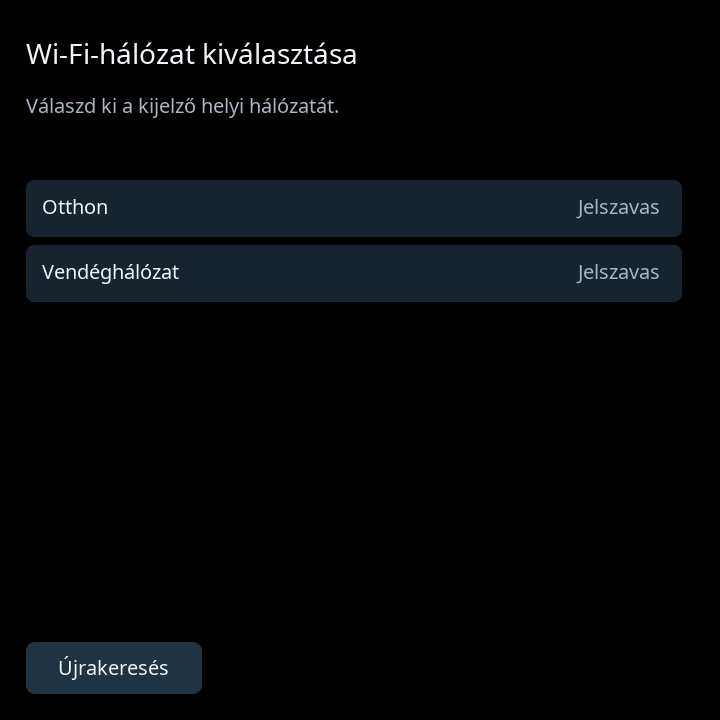 Wi-Fi-hálózat kiválasztása
Válaszd ki a kijelző helyi hálózatát.
Otthon Jelszavas
Vendéghálózat Jelszavas
Újrakeresés